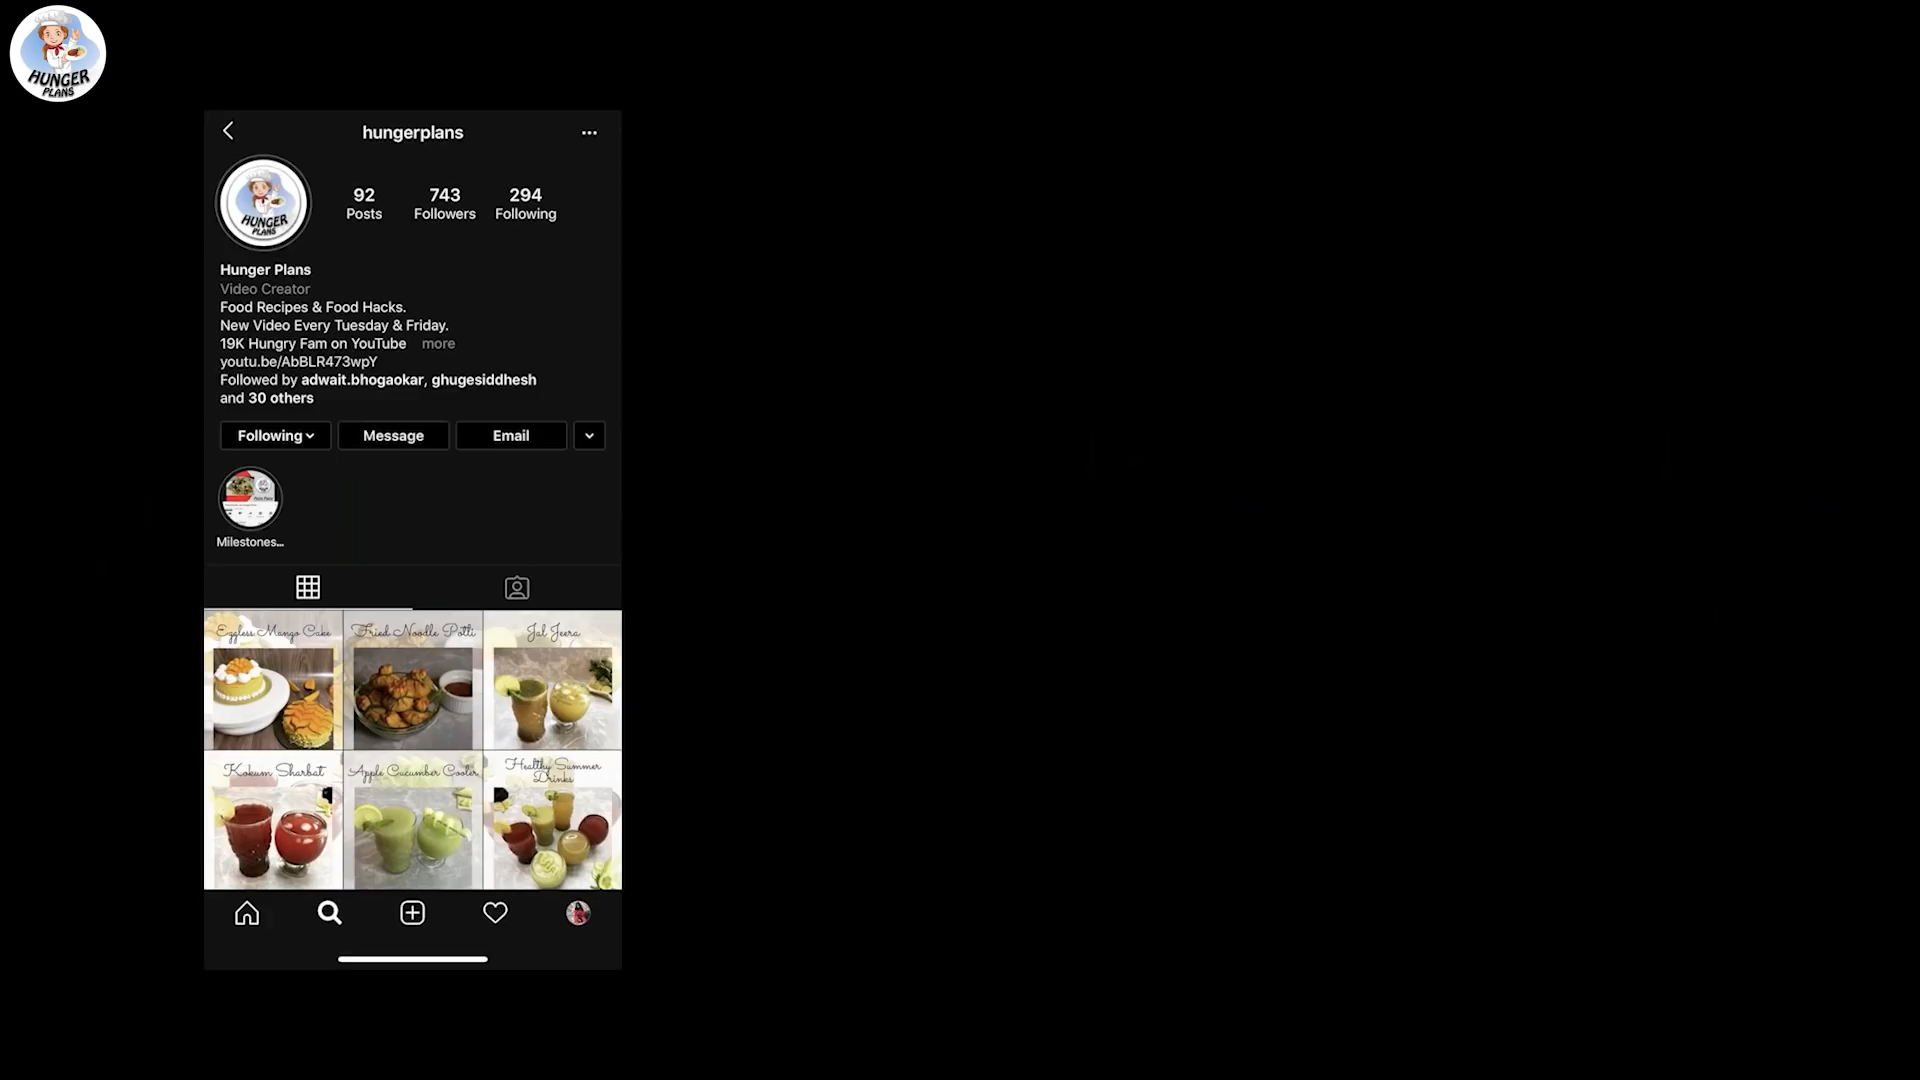 HUNGER
PLANS
hungerplans
HUNGER
PLANS
92
Posts
743
Followers
294
Following
Hunger Plans
Video Creator
Food Recipes & Food Hacks.
New Video Every Tuesday & Friday.
19K Hungry Fam on YouTube more
youtu.be/AbBLR473wpY
Followed by adwait.bhogaokar, ghugesiddhesh
and 30 others
Following
Message
Email
Milestones...
Eggless Mango Cake
Fried Noodle Potli
Jal Jeera
Kokum Sharbat
Apple Cucumber Cooler
Healthy Summer
Drinks